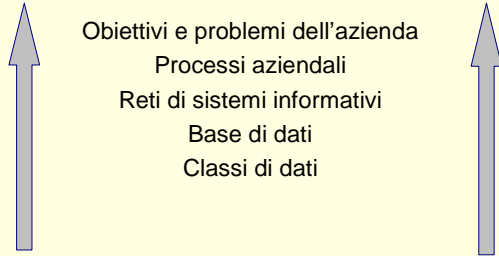 Obiettivi e problemi dell'azienda
Processi aziendali
Reti di sistemi informativi
Base di dati
Classi di dati